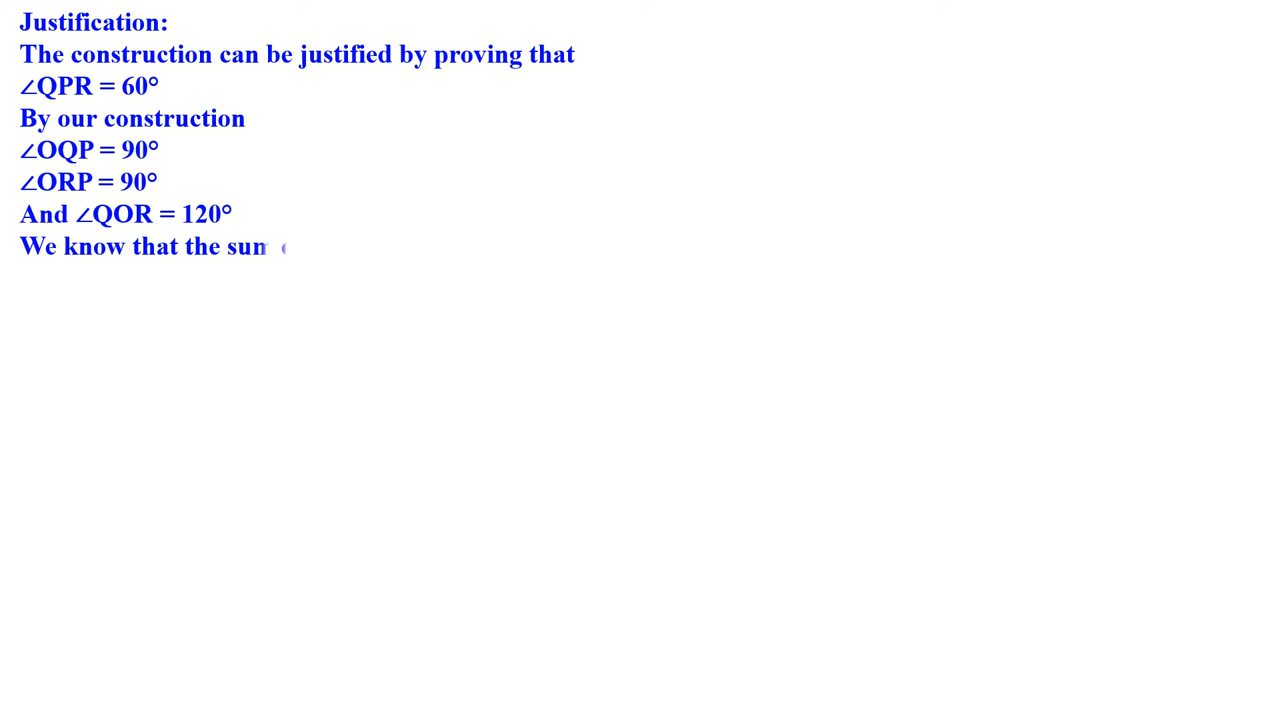 Justification:
The construction can be justified by proving that
∠QPR = 60°
By our construction
∠OQP = 90°
∠ORP = 90°
And ∠QOR = 120°
We know that the sum